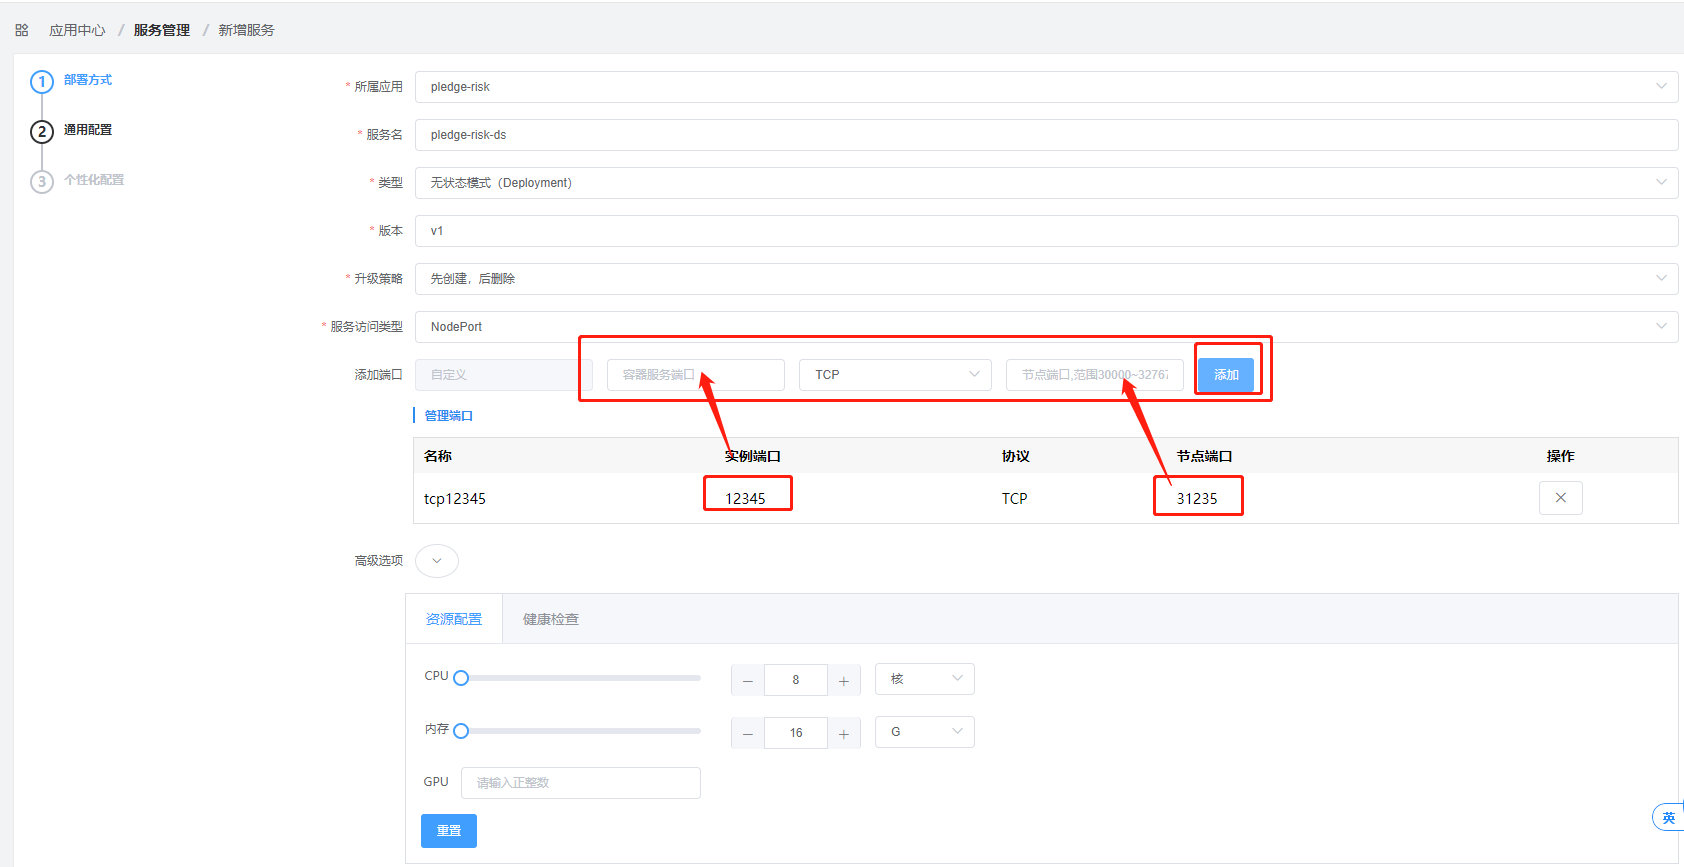 应用中心 / 服务管理 / 新增服务
1 部署方式
2 通用配置
3 个性化配置
* 所属应用 pledge-risk
* 服务名 pledge-risk-ds
* 类型 无状态模式（Deployment）
* 版本 v1
* 升级策略 先创建，后删除
* 服务访问类型 NodePort
添加端口 自定义 容器服务端口 TCP 节点端口,范围30000~32767 添加
管理端口
名称 实例端口 协议 节点端口 操作
tcp12345 12345 TCP 31235
高级选项
资源配置 健康检查
CPU − 8 + 核
内存 − 16 + G
GPU 请输入正整数
重置
英